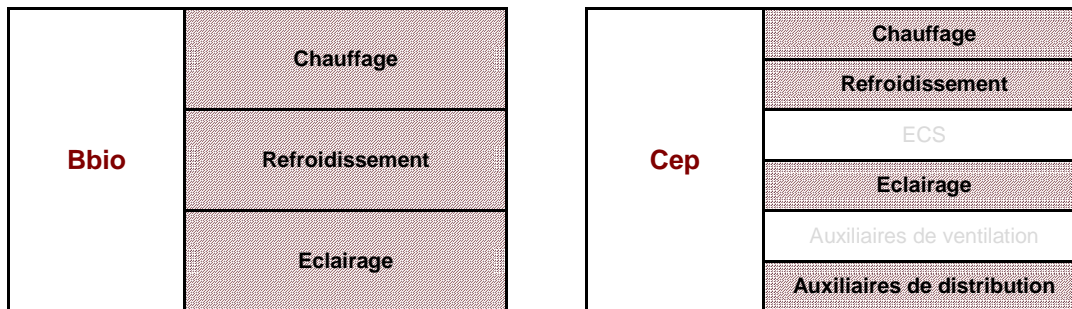 Bbio
Chauffage
Refroidissement
Eclairage
Cep
Chauffage
Refroidissement
ECS
Eclairage
Auxiliaires de ventilation
Auxiliaires de distribution